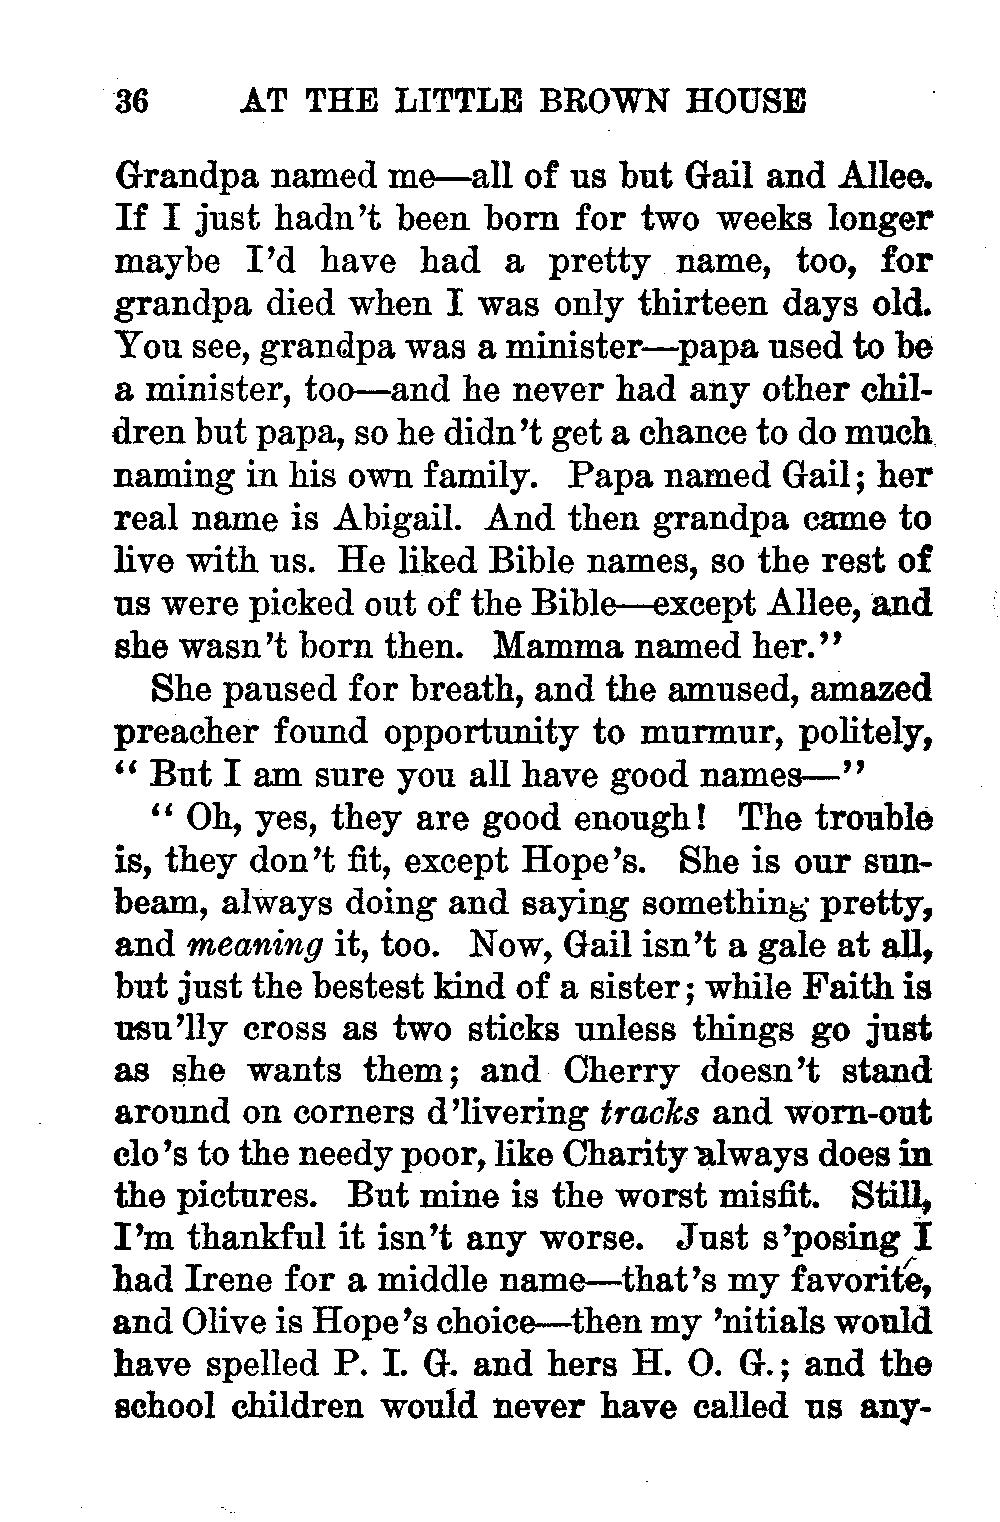 36 AT THE LITTLE BROWN HOUSE
Grandpa named me—all of us but Gail and Allee.
If I just hadn't been born for two weeks longer
maybe I'd have had a pretty name, too, for
grandpa died when I was only thirteen days old.
You see, grandpa was a minister—papa used to be
a minister, too—and he never had any other chil-
dren but papa, so he didn't get a chance to do much
naming in his own family. Papa named Gail; her
real name is Abigail. And then grandpa came to
live with us. He liked Bible names, so the rest of
us were picked out of the Bible—except Allee, and
she wasn't born then. Mamma named her."
She paused for breath, and the amused, amazed
preacher found opportunity to murmur, politely,
"But I am sure you all have good names—"
"Oh, yes, they are good enough! The trouble
is, they don't fit, except Hope's. She is our sun-
beam, always doing and saying something pretty,
and meaning it, too. Now, Gail isn't a gale at all,
but just the bestest kind of a sister; while Faith is
usu'lly cross as two sticks unless things go just
as she wants them; and Cherry doesn't stand
around on corners d'livering tracks and worn-out
clo's to the needy poor, like Charity always does in
the pictures. But mine is the worst misfit. Still,
I'm thankful it isn't any worse. Just s'posing I
had Irene for a middle name—that's my favorite,
and Olive is Hope's choice—then my 'nitials would
have spelled P. I. G. and hers H. O. G.; and the
school children would never have called us any-